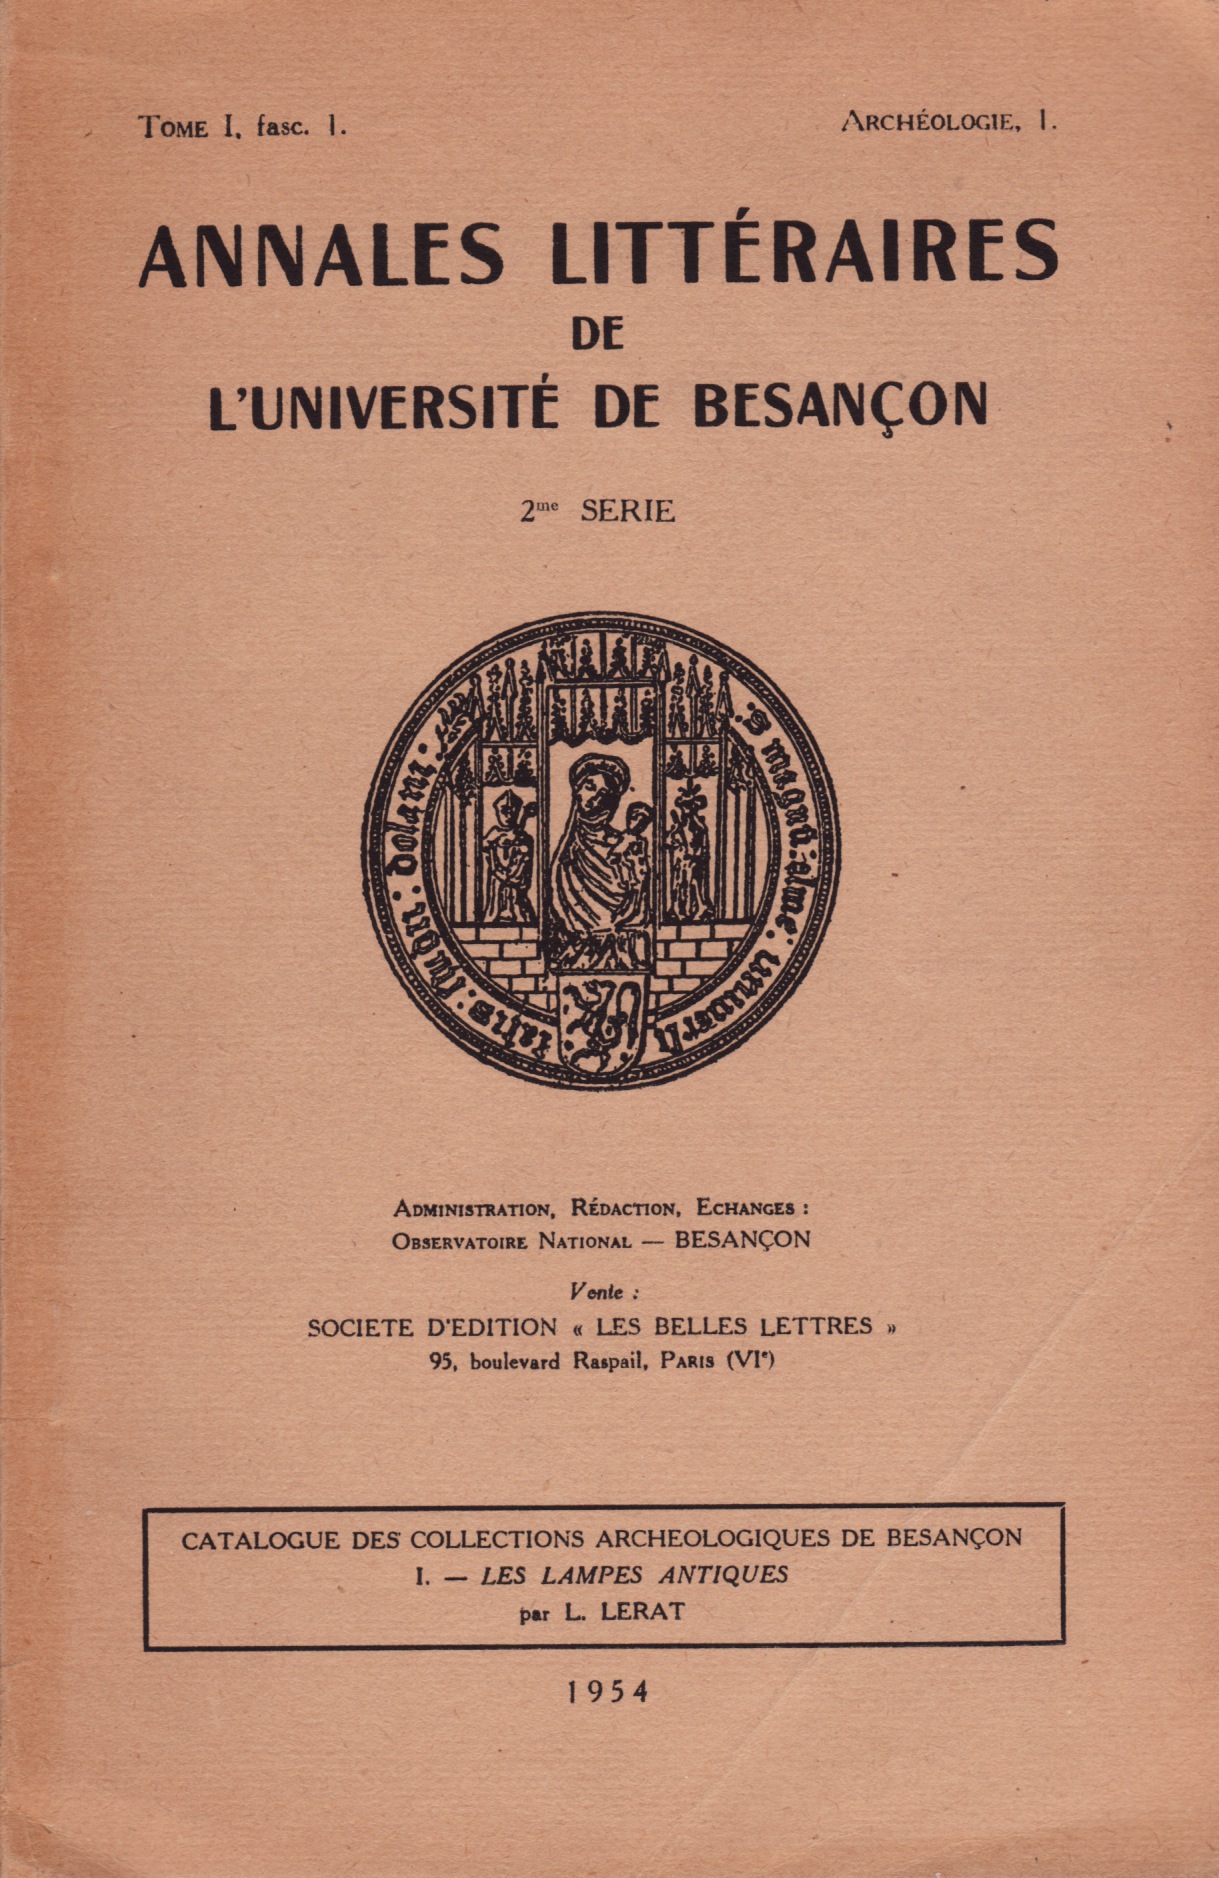 TOME I, fasc. 1.
ARCHÉOLOGIE, 1.
ANNALES LITTÉRAIRES
DE
L'UNIVERSITÉ DE BESANÇON
2me SERIE
ADMINISTRATION, RÉDACTION, ECHANGES :
OBSERVATOIRE NATIONAL — BESANÇON
Vente :
SOCIETE D'EDITION « LES BELLES LETTRES »
95, boulevard Raspail, PARIS (VIe)
CATALOGUE DES COLLECTIONS ARCHEOLOGIQUES DE BESANÇON
I. — LES LAMPES ANTIQUES
par L. LERAT
1954